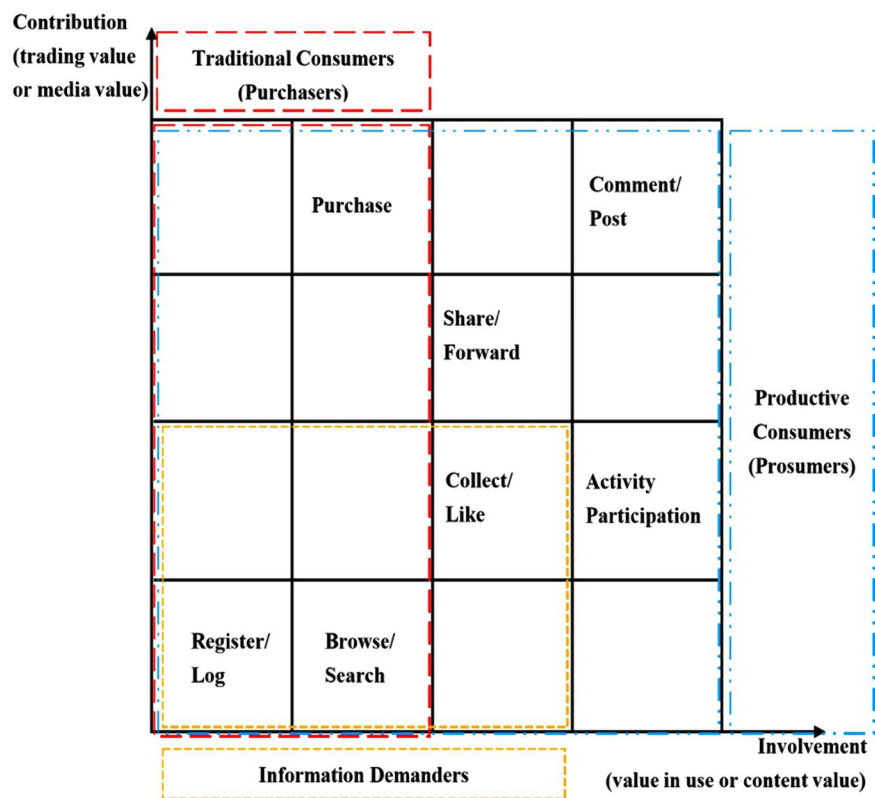 Contribution
(trading value
or media value)
Traditional Consumers
(Purchasers)
Purchase
Comment/
Post
Share/
Forward
Productive
Consumers
(Prosumers)
Collect/
Like
Activity
Participation
Register/
Log
Browse/
Search
Involvement
(value in use or content value)
Information Demanders